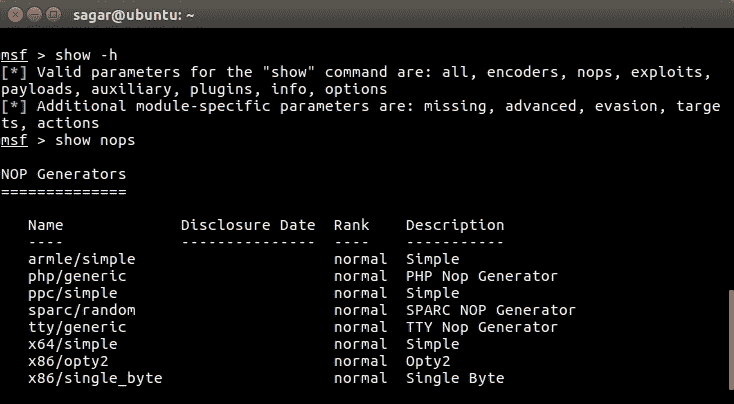 sagar@ubuntu: ~
msf > show -h
[*] Valid parameters for the "show" command are: all, encoders, nops, exploits,
payloads, auxiliary, plugins, info, options
[*] Additional module-specific parameters are: missing, advanced, evasion, targe
ts, actions
msf > show nops
NOP Generators
==============
Name Disclosure Date Rank Description
---- --------------- ---- -----------
armle/simple normal Simple
php/generic normal PHP Nop Generator
ppc/simple normal Simple
sparc/random normal SPARC NOP Generator
tty/generic normal TTY Nop Generator
x64/simple normal Simple
x86/opty2 normal Opty2
x86/single_byte normal Single Byte